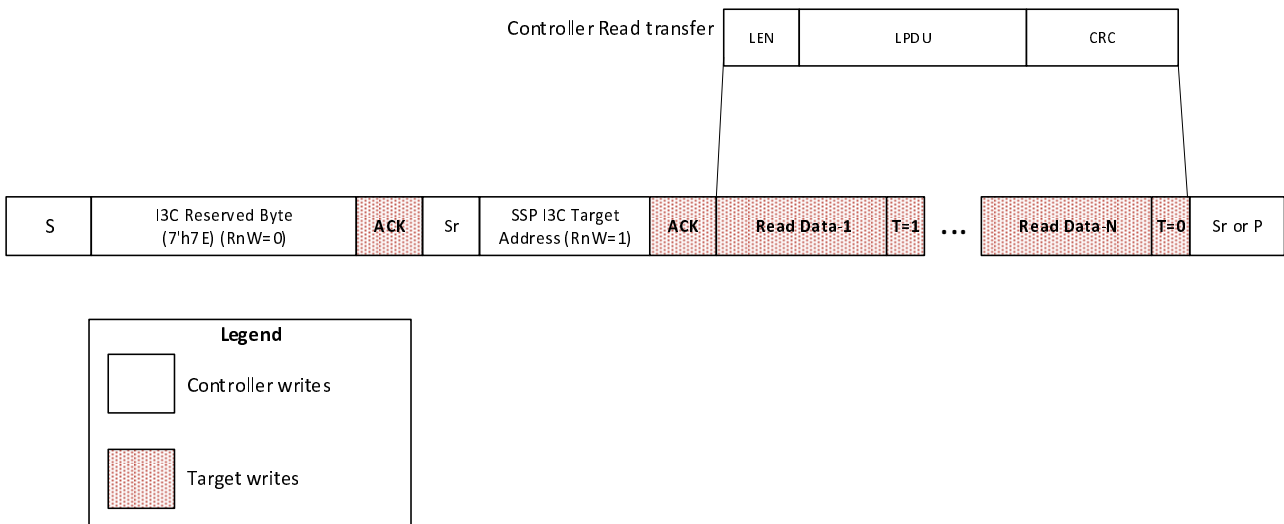 Controller Read transfer
LEN
LPDU
CRC
S
I3C Reserved Byte
(7'h7E) (RnW=0)
ACK
Sr
SSP I3C Target
Address (RnW=1)
ACK
Read Data-1
T=1
...
Read Data-N
T=0
Sr or P
Legend
Controller writes
Target writes